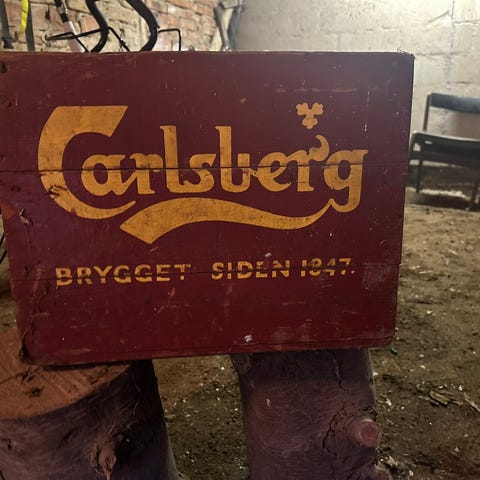 Carlsberg
BRYGGET SIDEN 1847.